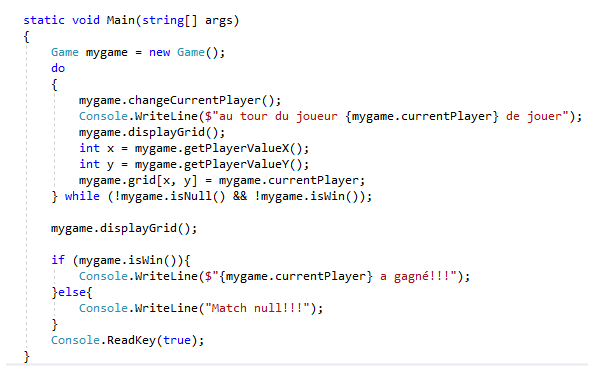 static void Main(string[] args)
{
    Game mygame = new Game();
    do
    {
        mygame.changeCurrentPlayer();
        Console.WriteLine($"au tour du joueur {mygame.currentPlayer} de jouer");
        mygame.displayGrid();
        int x = mygame.getPlayerValueX();
        int y = mygame.getPlayerValueY();
        mygame.grid[x, y] = mygame.currentPlayer;
    } while (!mygame.isNull() && !mygame.isWin());

    mygame.displayGrid();

    if (mygame.isWin()){
        Console.WriteLine($"{mygame.currentPlayer} a gagné!!!");
    }else{
        Console.WriteLine("Match null!!!");
    }
    Console.ReadKey(true);
}